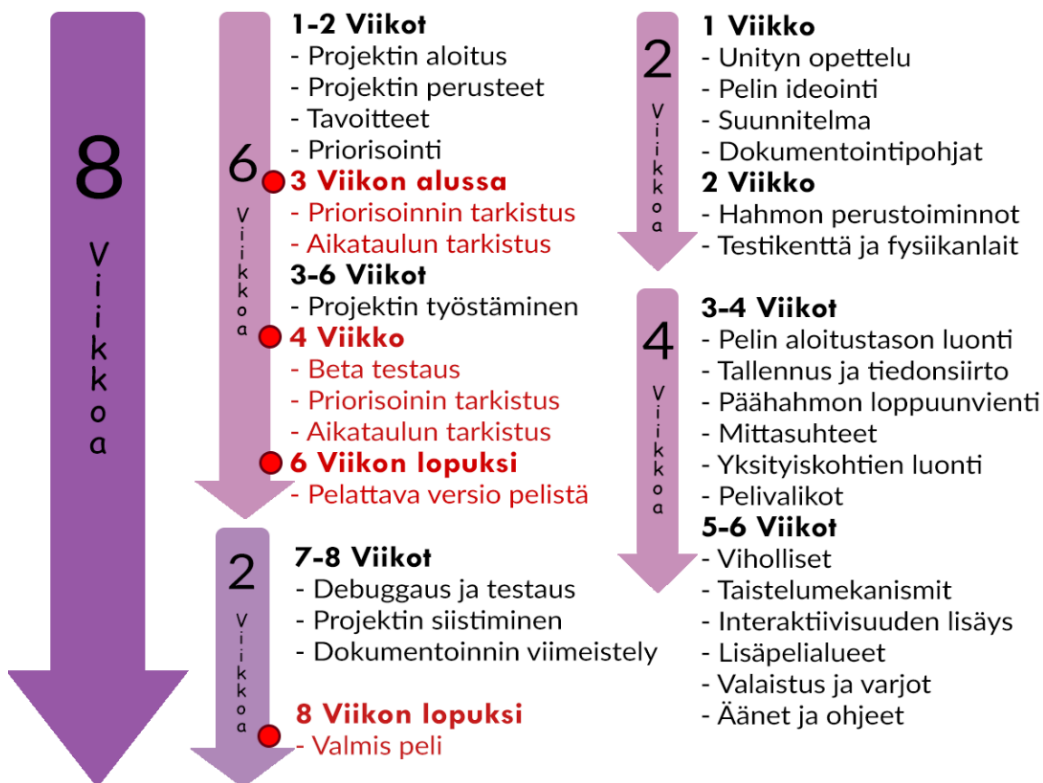 8
Viikkoa
6
Viikkoa
1-2 Viikot
- Projektin aloitus
- Projektin perusteet
- Tavoitteet
- Priorisointi
3 Viikon alussa
- Priorisoinnin tarkistus
- Aikataulun tarkistus
3-6 Viikot
- Projektin työstäminen
4 Viikko
- Beta testaus
- Priorisoinin tarkistus
- Aikataulun tarkistus
6 Viikon lopuksi
- Pelattava versio pelistä
2
Viikkoa
7-8 Viikot
- Debuggaus ja testaus
- Projektin siistiminen
- Dokumentoinnin viimeistely
8 Viikon lopuksi
- Valmis peli
2
Viikkoa
1 Viikko
- Unityn opettelu
- Pelin ideointi
- Suunnitelma
- Dokumentointipohjat
2 Viikko
- Hahmon perustoiminnot
- Testikenttä ja fysiikanlait
4
Viikkoa
3-4 Viikot
- Pelin aloitustason luonti
- Tallennus ja tiedonsiirto
- Päähahmon loppuunvienti
- Mittasuhteet
- Yksityiskohtien luonti
- Pelivalikot
5-6 Viikot
- Viholliset
- Taistelumekanismit
- Interaktiivisuuden lisäys
- Lisäpelialueet
- Valaistus ja varjot
- Äänet ja ohjeet